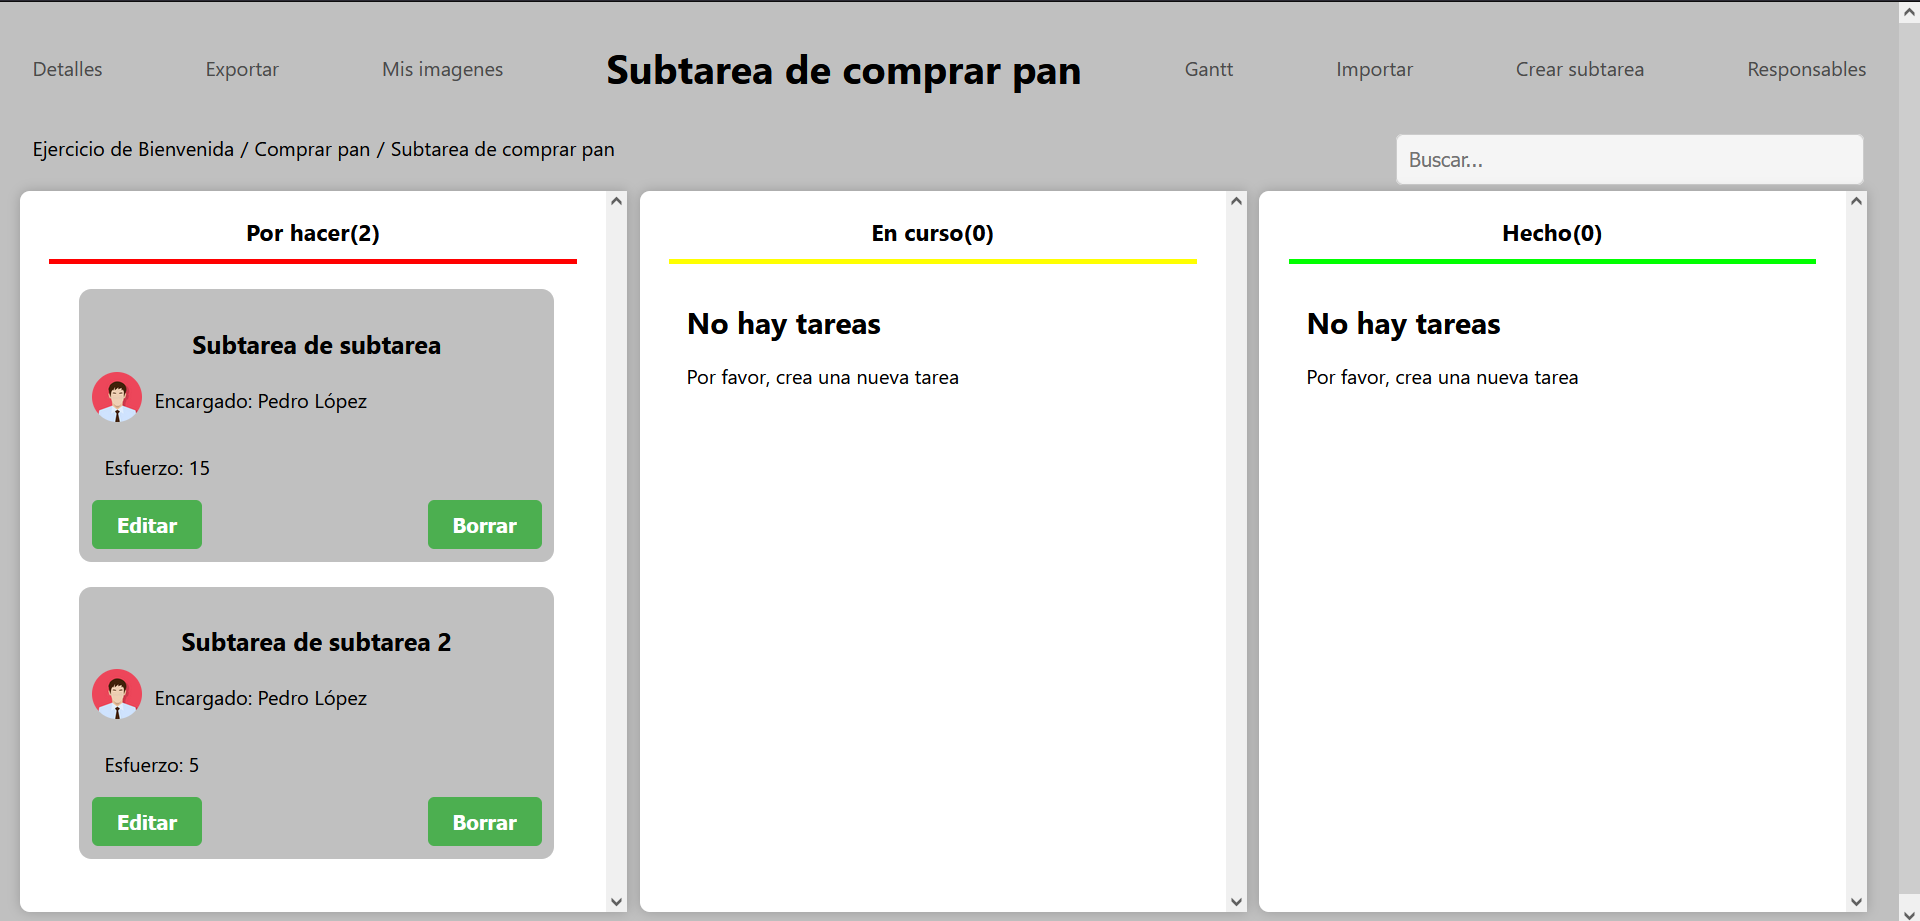 Detalles
Exportar
Mis imagenes
Subtarea de comprar pan
Gantt
Importar
Crear subtarea
Responsables
Ejercicio de Bienvenida / Comprar pan / Subtarea de comprar pan
Buscar...
Por hacer(2)
Subtarea de subtarea
Encargado: Pedro López
Esfuerzo: 15
Editar
Borrar
Subtarea de subtarea 2
Encargado: Pedro López
Esfuerzo: 5
Editar
Borrar
En curso(0)
No hay tareas
Por favor, crea una nueva tarea
Hecho(0)
No hay tareas
Por favor, crea una nueva tarea